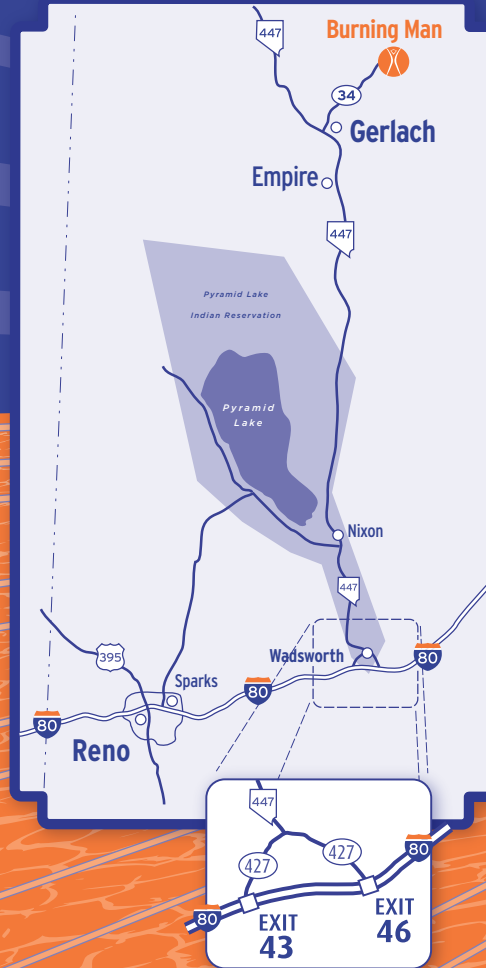 447
Burning Man
34
Gerlach
Empire
447
Pyramid Lake
Indian Reservation
Pyramid
Lake
Nixon
447
395
Wadsworth
80
Sparks
80
80
Reno
447
427
427
80
80
EXIT
43
EXIT
46